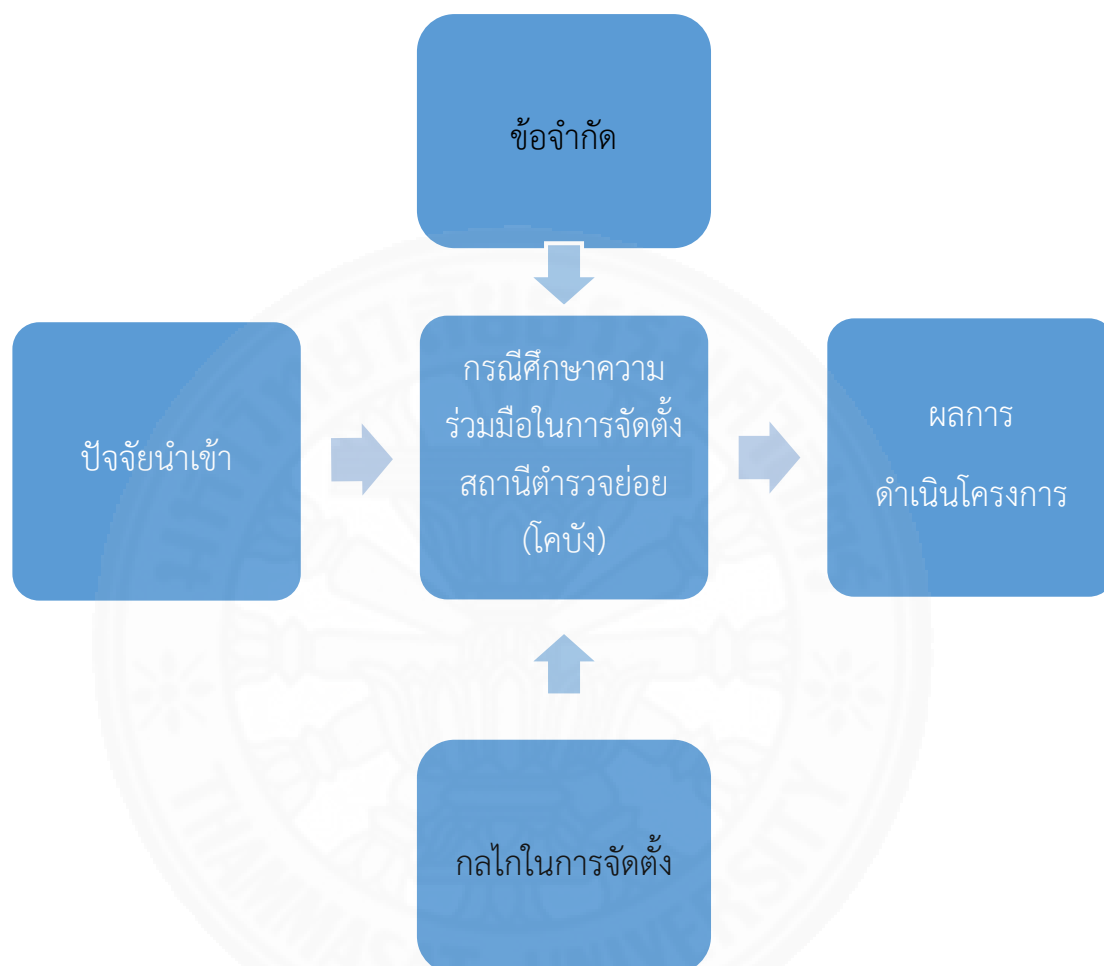 ข้อจำกัด
ปัจจัยนำเข้า
กรณีศึกษาความ
ร่วมมือในการจัดตั้ง
สถานีตำรวจย่อย
(โคบัง)
ผลการ
ดำเนินโครงการ
กลไกในการจัดตั้ง
THAMMASAT UNIVERSITY